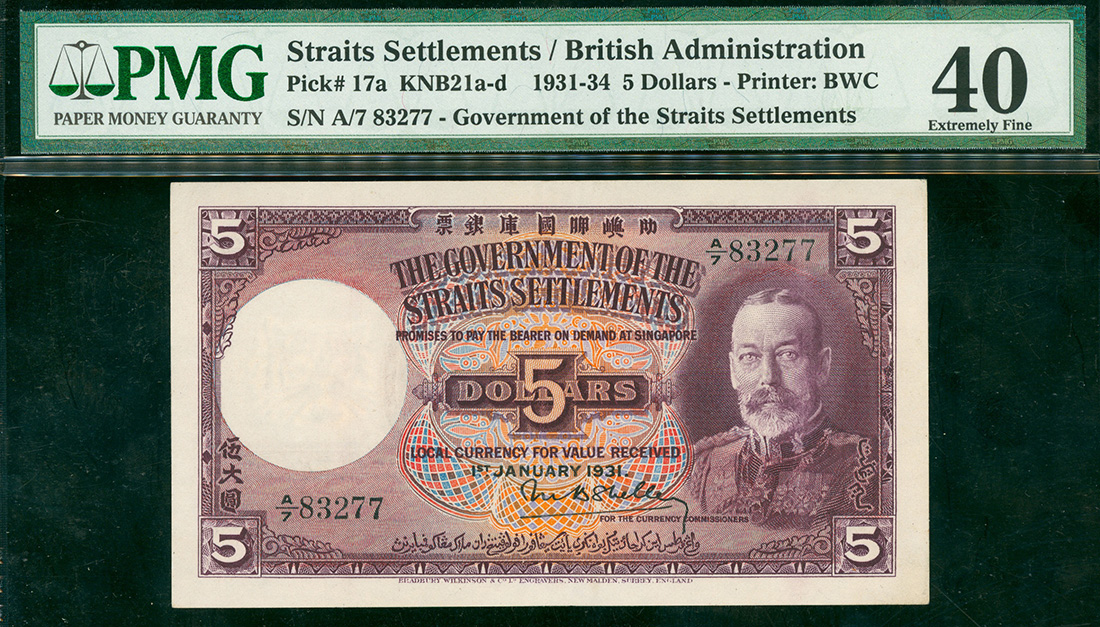 PMG
PAPER MONEY GUARANTY
Straits Settlements / British Administration
Pick# 17a KNB21a-d 1931-34 5 Dollars - Printer: BWC
S/N A/7 83277 - Government of the Straits Settlements
40
Extremely Fine
5
票銀庫國岬嶼叻
5
A/7 83277
THE GOVERNMENT OF THE
STRAITS SETTLEMENTS
PROMISES TO PAY THE BEARER ON DEMAND AT SINGAPORE
5
DOLLARS
LOCAL CURRENCY FOR VALUE RECEIVED
1ST JANUARY 1931.
伍大圓
A/7 83277
FOR THE CURRENCY COMMISSIONERS
5
5
BRADBURY WILKINSON & Co Ld ENGRAVERS, NEW MALDEN, SURREY, ENGLAND